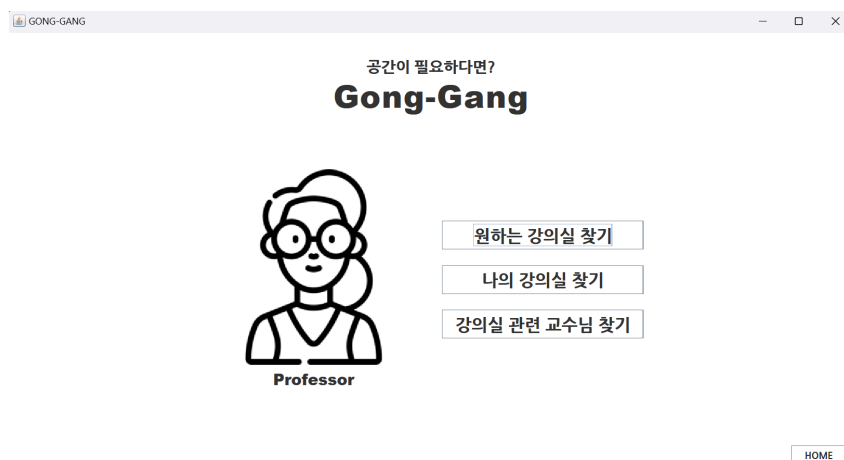 GONG-GANG
공간이 필요하다면?
Gong-Gang
원하는 강의실 찾기
나의 강의실 찾기
강의실 관련 교수님 찾기
Professor
HOME